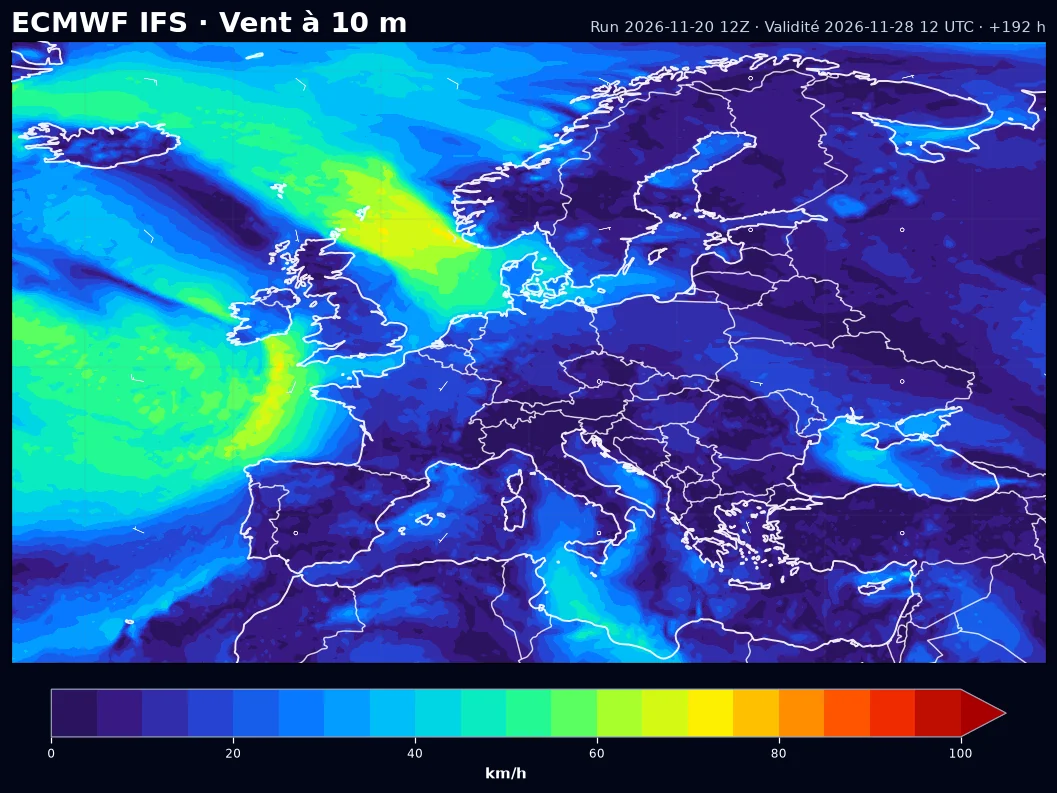 ECMWF IFS · Vent à 10 m
Run 2026-11-20 12Z · Validité 2026-11-28 12 UTC · +192 h
0 20 40 60 80 100
km/h